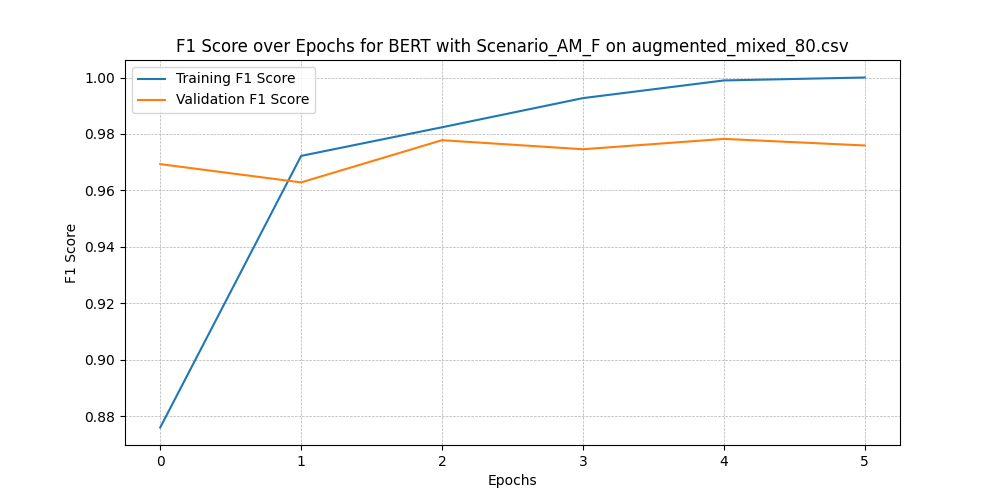 F1 Score over Epochs for BERT with Scenario_AM_F on augmented_mixed_80.csv
Training F1 Score
Validation F1 Score
F1 Score
1.00
0.98
0.96
0.94
0.92
0.90
0.88
0 1 2 3 4 5
Epochs